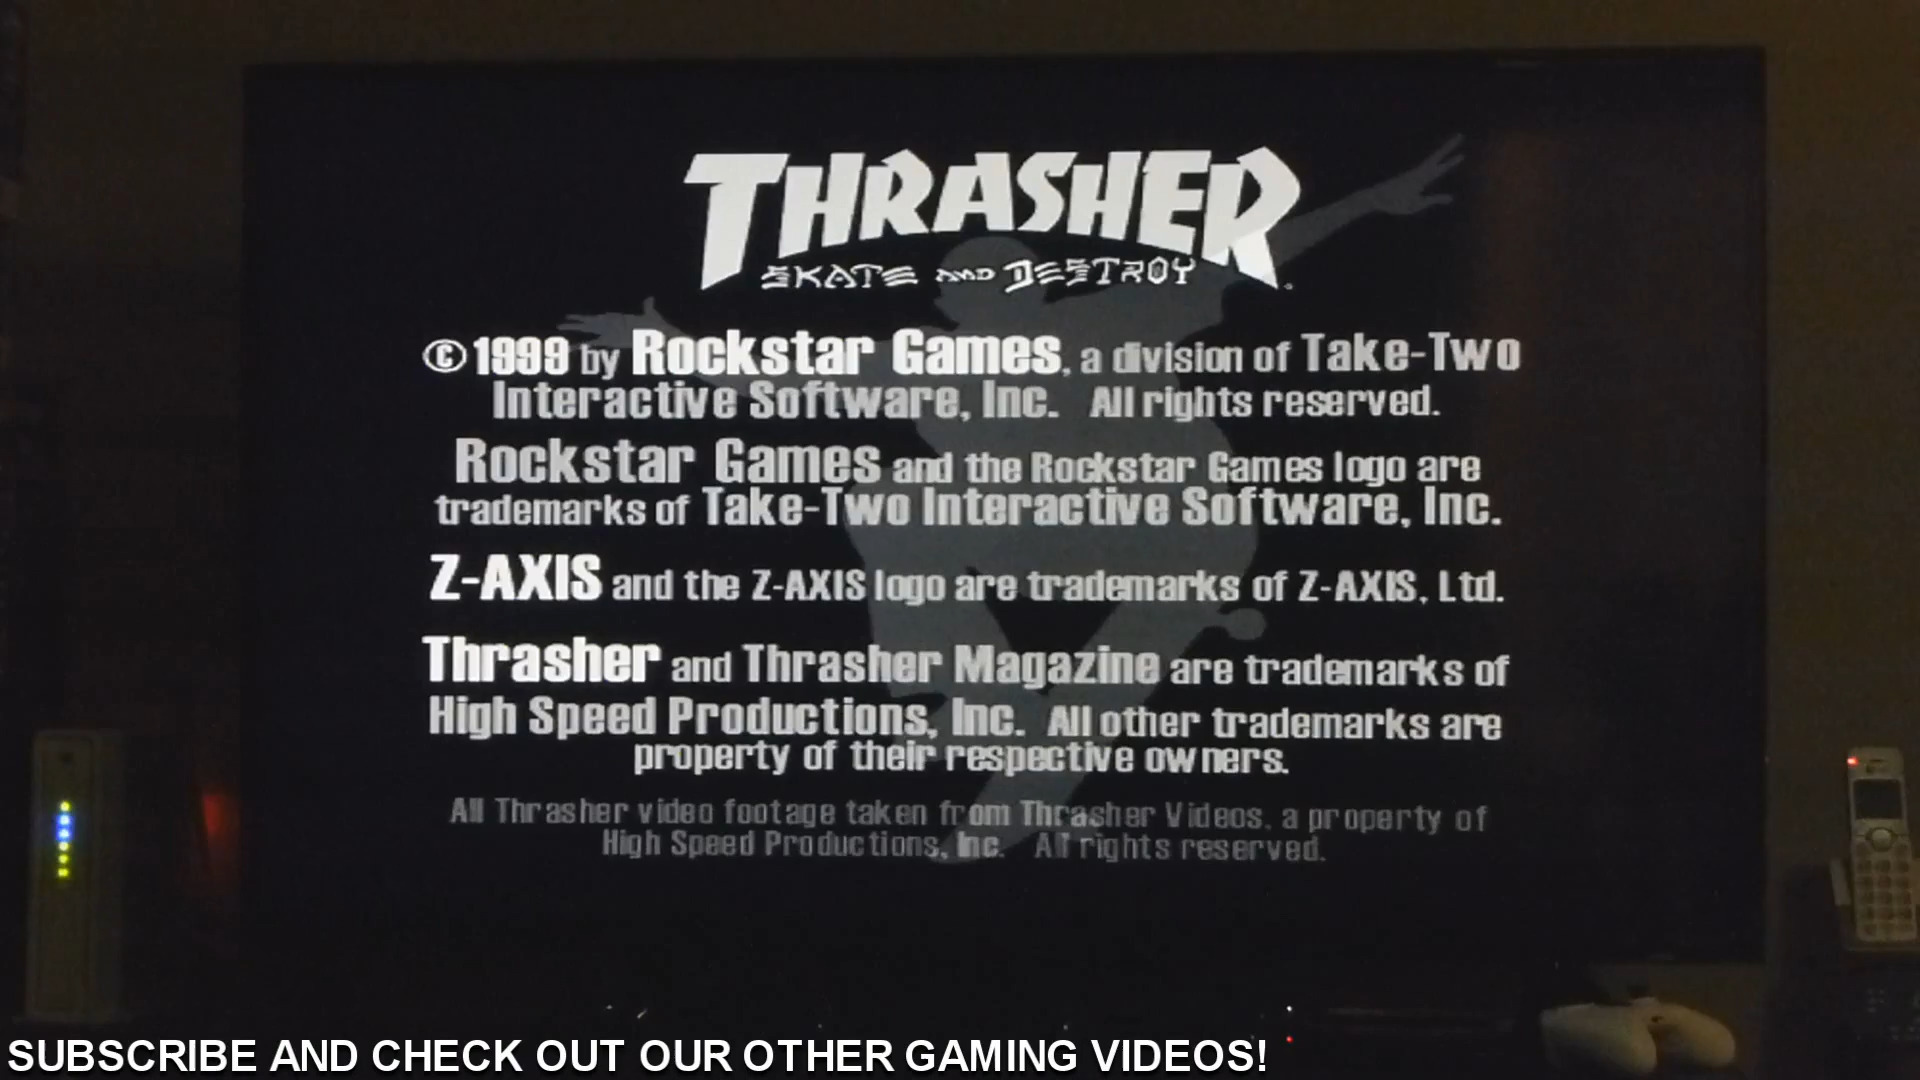 THRASHER
SKATE AND DESTROY
© 1999 by Rockstar Games, a division of Take-Two
Interactive Software, Inc. All rights reserved.
Rockstar Games and the Rockstar Games logo are
trademarks of Take-Two Interactive Software, Inc.
Z-AXIS and the Z-AXIS logo are trademarks of Z-AXIS, Ltd.
Thrasher and Thrasher Magazine are trademarks of
High Speed Productions, Inc. All other trademarks are
property of their respective owners.
All Thrasher video footage taken from Thrasher Videos, a property of
High Speed Productions, Inc. All rights reserved.
SUBSCRIBE AND CHECK OUT OUR OTHER GAMING VIDEOS!